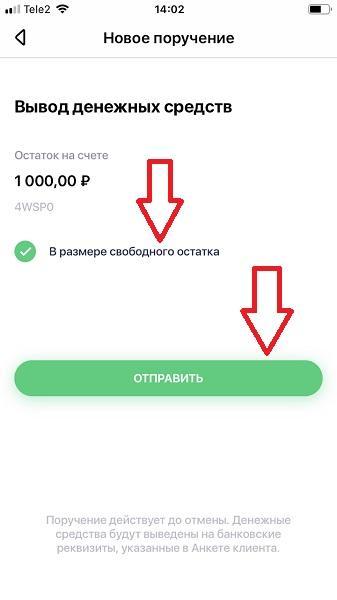 Tele2 14:02
Новое поручение
Вывод денежных средств
Остаток на счете
1 000,00 ₽
4WSP0
В размере свободного остатка
ОТПРАВИТЬ
Поручение действует до отмены. Денежные
средства будут выведены на банковские
реквизиты, указанные в Анкете клиента.